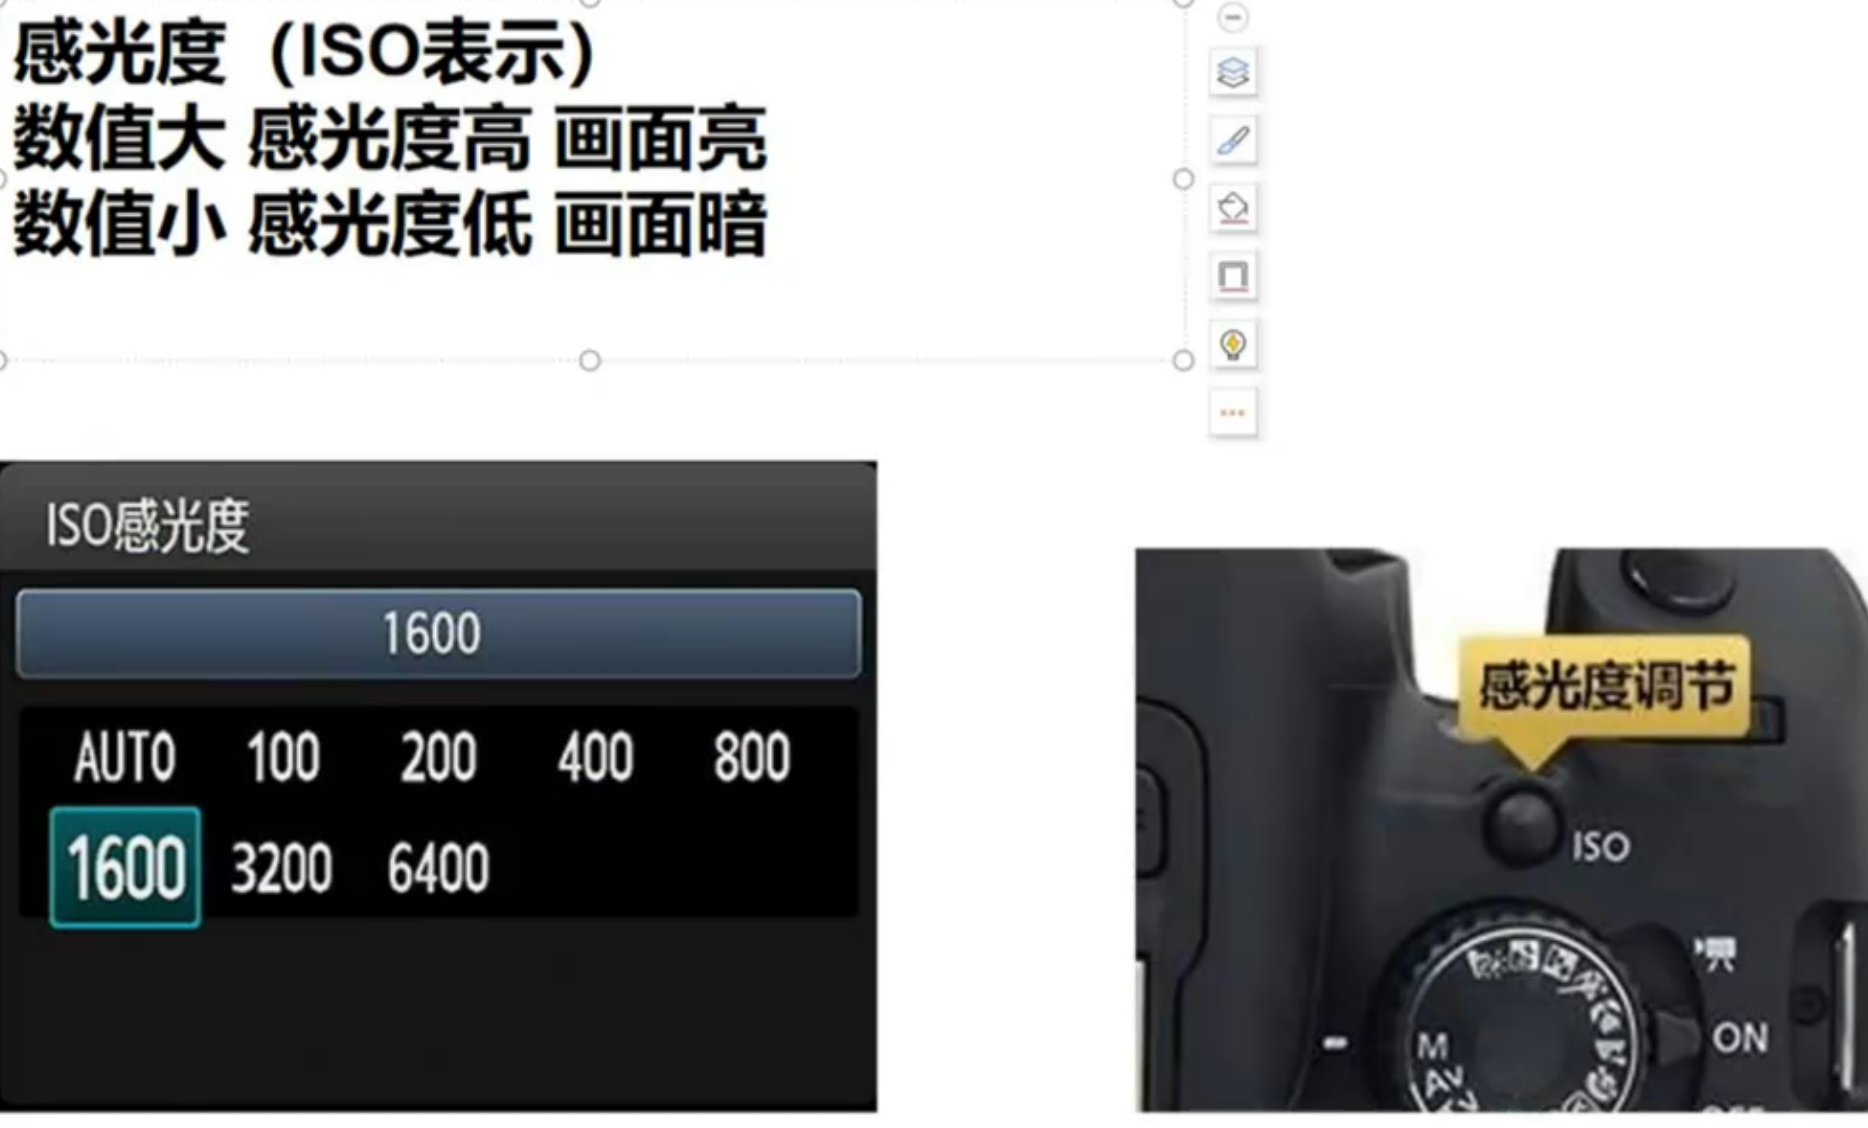 感光度（ISO表示）
数值大 感光度高 画面亮
数值小 感光度低 画面暗
ISO感光度
1600
AUTO 100 200 400 800
1600 3200 6400
感光度调节
ISO
ON
M
AV